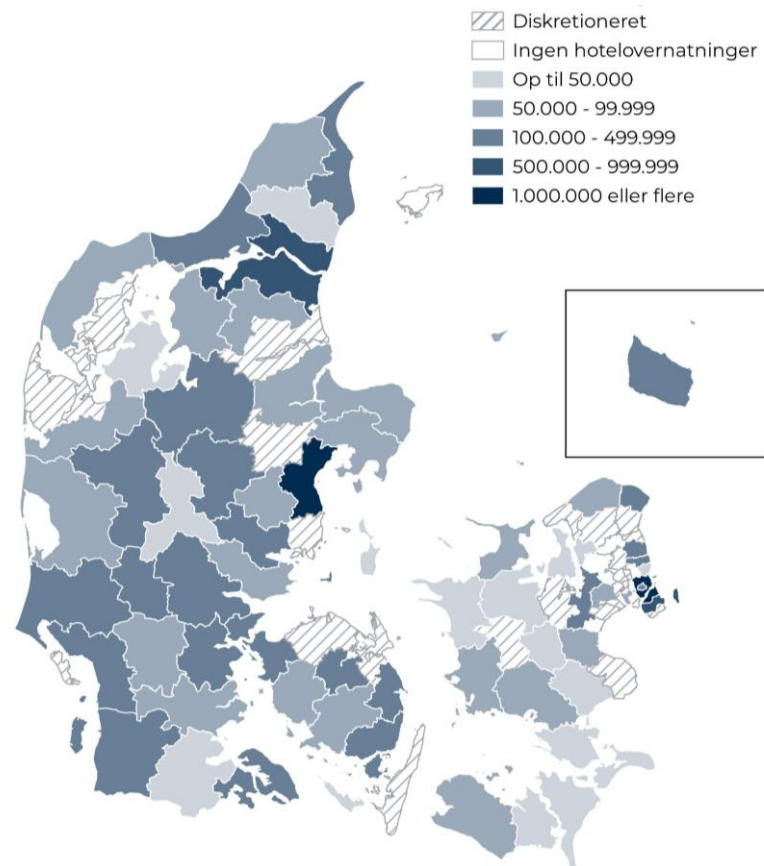 Diskretioneret
Ingen hotelovernatninger
Op til 50.000
50.000 - 99.999
100.000 - 499.999
500.000 - 999.999
1.000.000 eller flere